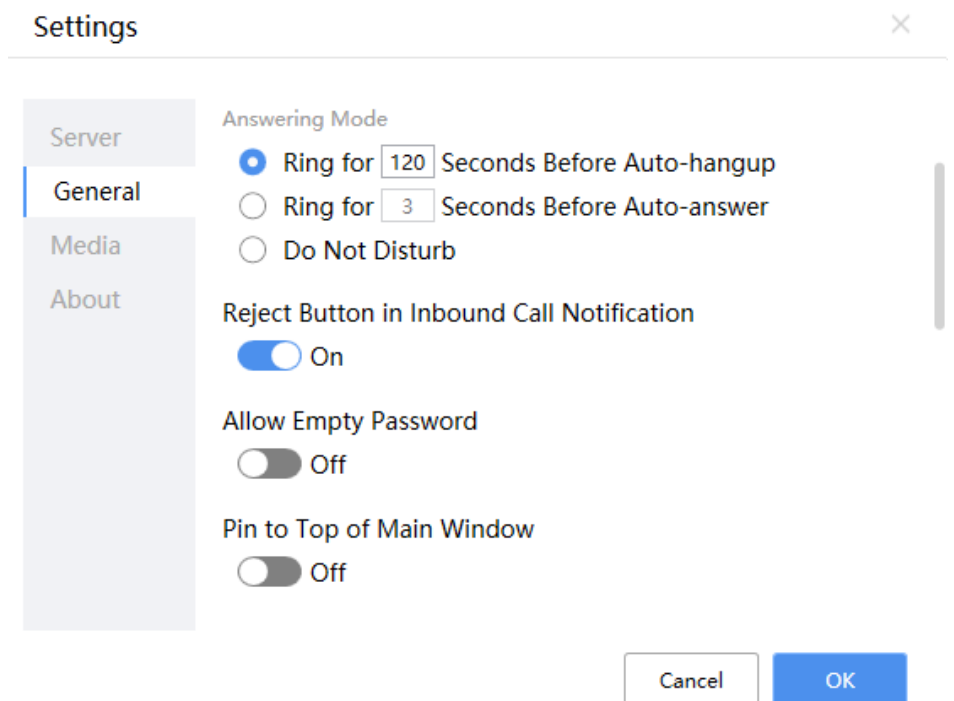 Settings
Server
General
Media
About
Answering Mode
Ring for 120 Seconds Before Auto-hangup
Ring for 3 Seconds Before Auto-answer
Do Not Disturb
Reject Button in Inbound Call Notification
On
Allow Empty Password
Off
Pin to Top of Main Window
Off
Cancel
OK